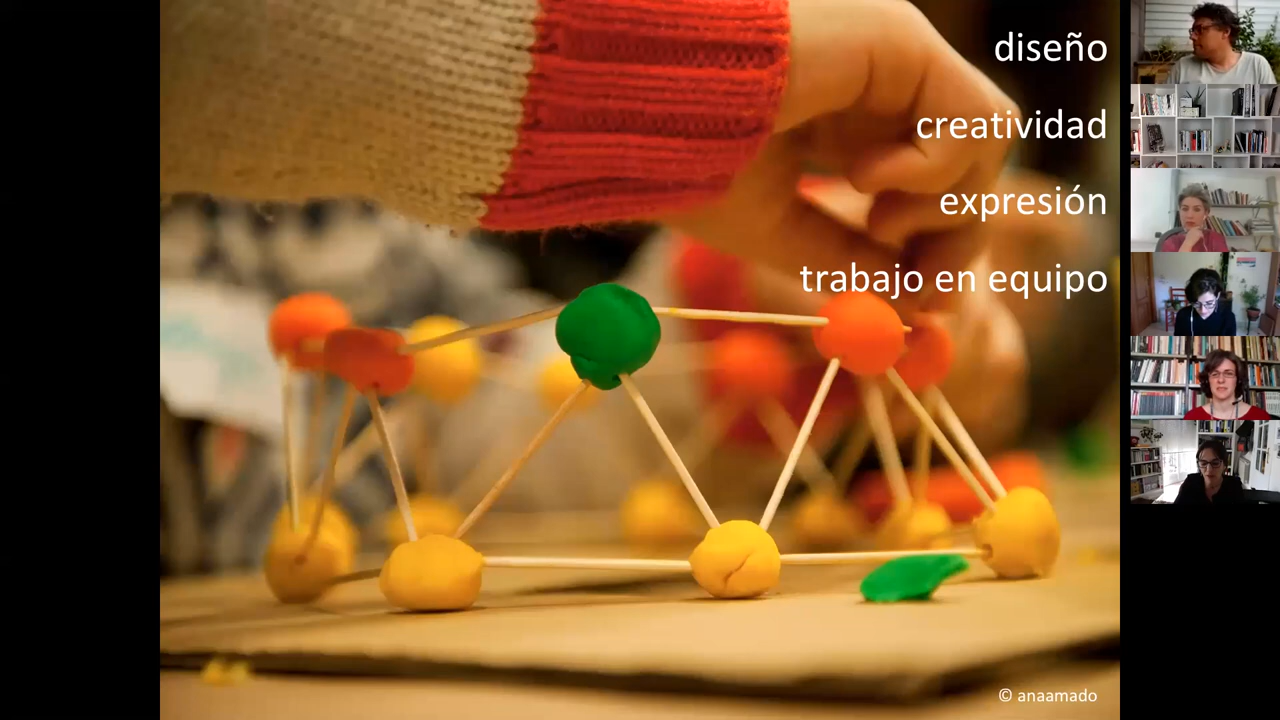 diseño
creatividad
expresión
trabajo en equipo
© anaamado